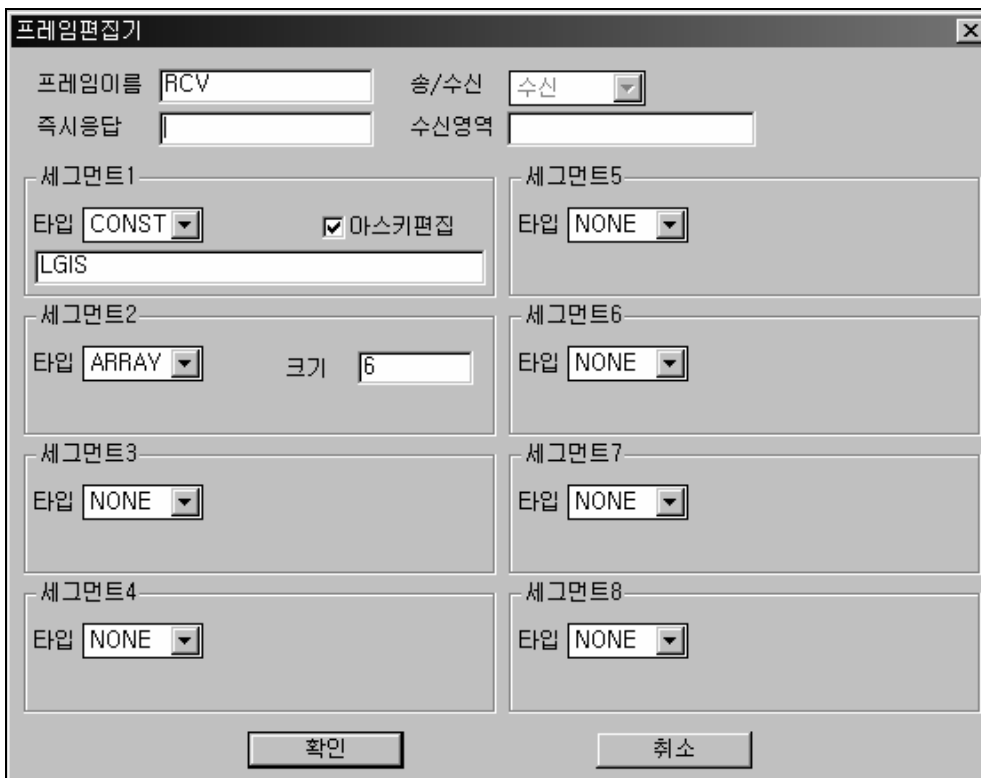 프레임편집기
프레임이름 RCV 송/수신 수신
즉시응답 수신영역
세그먼트1
타입 CONST 아스키편집
LGIS
세그먼트2
타입 ARRAY 크기 6
세그먼트3
타입 NONE
세그먼트4
타입 NONE
세그먼트5
타입 NONE
세그먼트6
타입 NONE
세그먼트7
타입 NONE
세그먼트8
타입 NONE
확인 취소